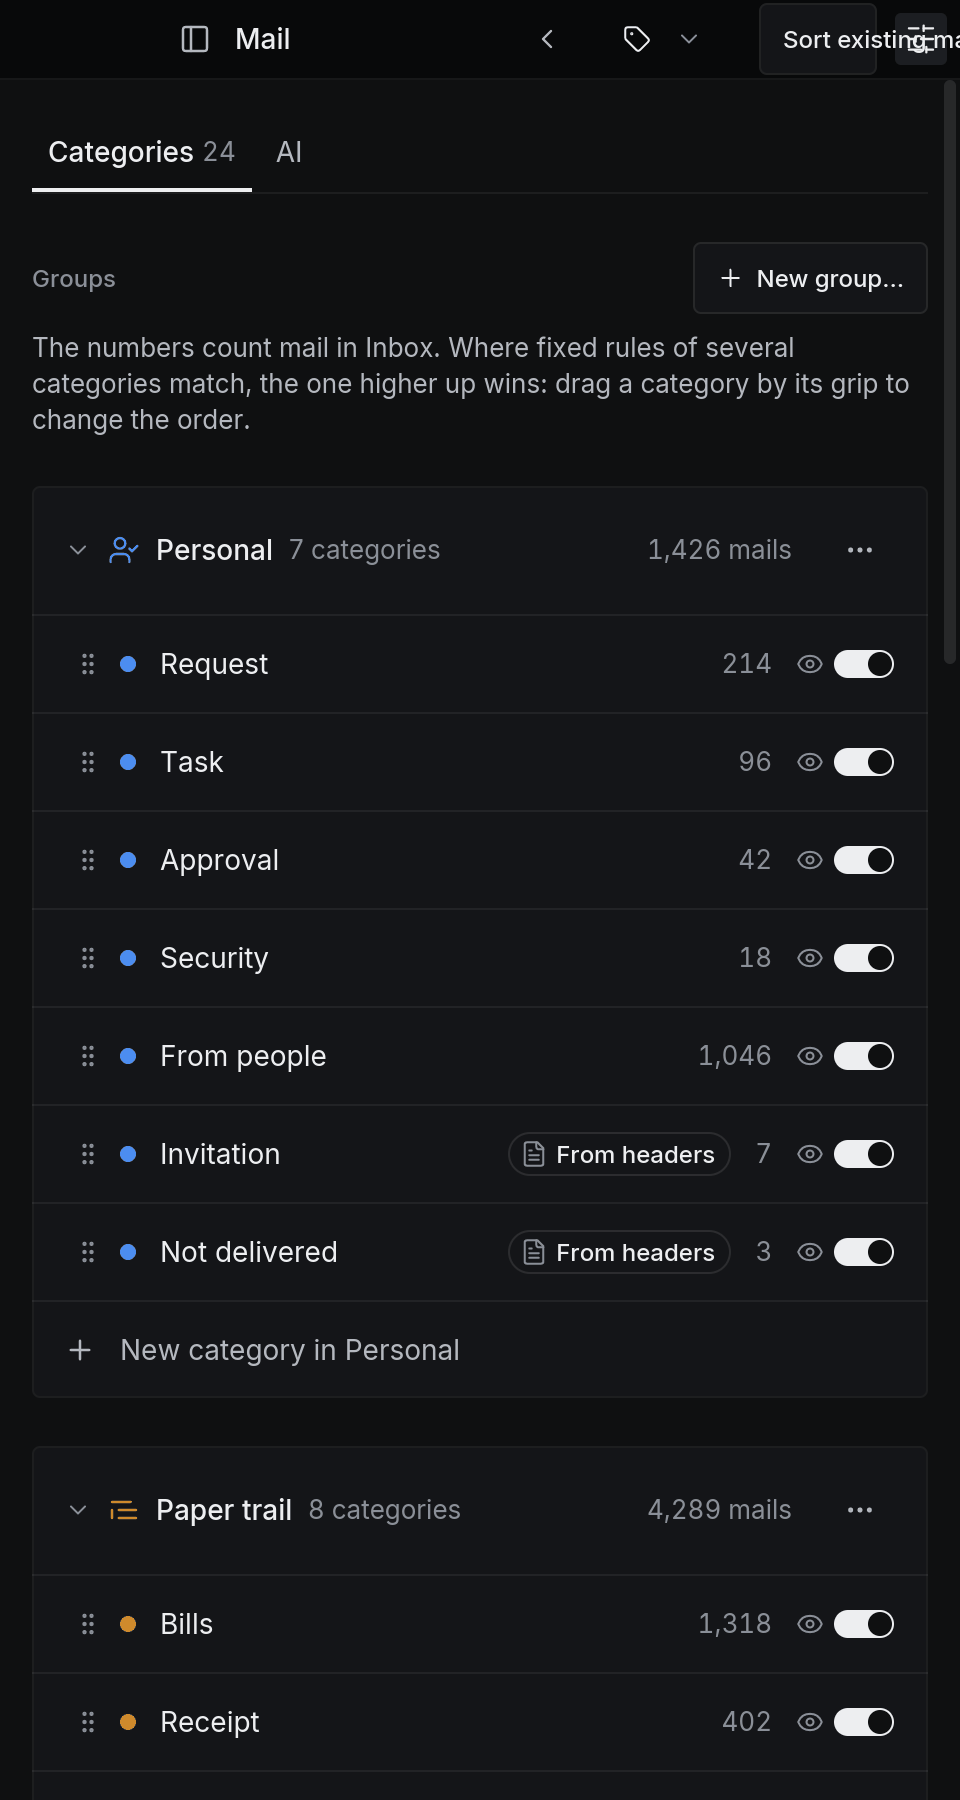 Mail
Sort existing ma
Categories 24
AI
Groups
New group...
The numbers count mail in Inbox. Where fixed rules of several
categories match, the one higher up wins: drag a category by its grip to
change the order.
Personal 7 categories 1,426 mails
Request 214
Task 96
Approval 42
Security 18
From people 1,046
Invitation From headers 7
Not delivered From headers 3
New category in Personal
Paper trail 8 categories 4,289 mails
Bills 1,318
Receipt 402